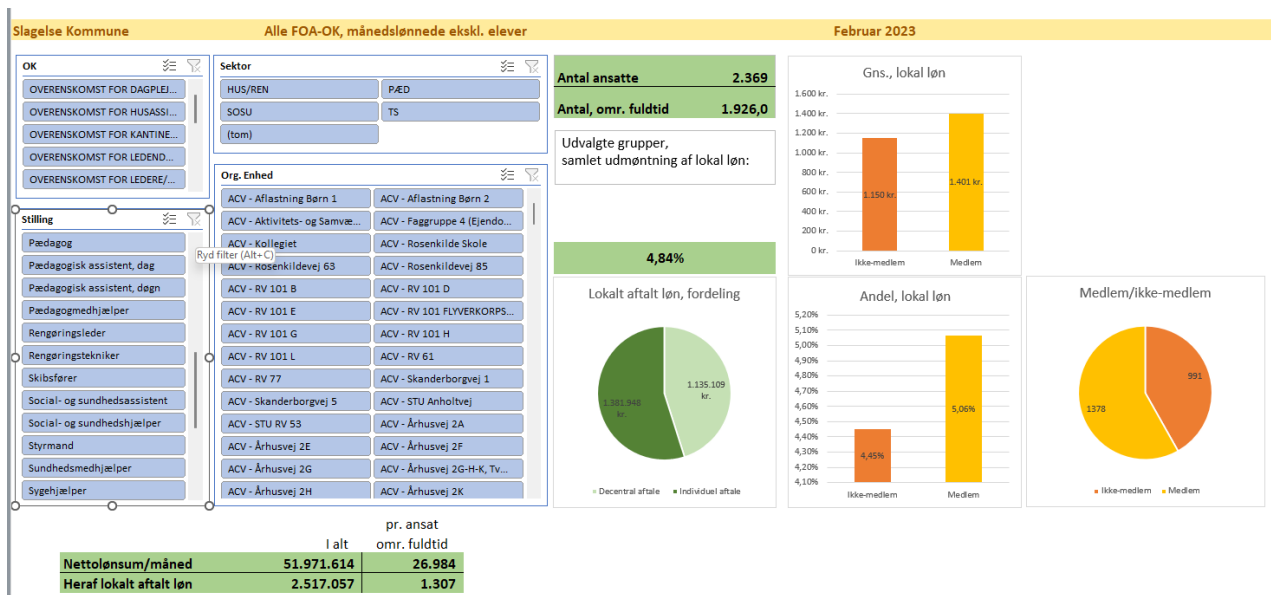 Slagelse Kommune
Alle FOA-OK, månedslønnede ekskl. elever
Februar 2023
OK
OVERENSKOMST FOR DAGPLEJ...
OVERENSKOMST FOR HUSASSI...
OVERENSKOMST FOR KANTINE...
OVERENSKOMST FOR LEDEND...
OVERENSKOMST FOR LEDERE/...
Stilling
Pædagog
Pædagogisk assistent, dag
Pædagogisk assistent, døgn
Pædagogmedhjælper
Rengøringsleder
Rengøringstekniker
Skibsfører
Social- og sundhedsassistent
Social- og sundhedshjælper
Styrmand
Sundhedsmedhjælper
Sygehjælper
Ryd filter (Alt+C)
Sektor
HUS/REN
PÆD
SOSU
TS
(tom)
Org. Enhed
ACV - Aflastning Børn 1
ACV - Aflastning Børn 2
ACV - Aktivitets- og Samvæ...
ACV - Faggruppe 4 (Ejendo...
ACV - Kollegiet
ACV - Rosenkilde Skole
ACV - Rosenkildevej 63
ACV - Rosenkildevej 85
ACV - RV 101 B
ACV - RV 101 D
ACV - RV 101 E
ACV - RV 101 FLYVERKORPS...
ACV - RV 101 G
ACV - RV 101 H
ACV - RV 101 L
ACV - RV 61
ACV - RV 77
ACV - Skanderborgvej 1
ACV - Skanderborgvej 5
ACV - STU Anholtvej
ACV - STU RV 53
ACV - Århusvej 2A
ACV - Århusvej 2E
ACV - Århusvej 2F
ACV - Århusvej 2G
ACV - Århusvej 2G-H-K, Tv...
ACV - Århusvej 2H
ACV - Århusvej 2K
Antal ansatte 2.369
Antal, omr. fuldtid 1.926,0
Udvalgte grupper,
samlet udmøntning af lokal løn:
4,84%
Gns., lokal løn
1.600 kr.
1.400 kr.
1.200 kr.
1.000 kr.
800 kr.
600 kr.
400 kr.
200 kr.
0 kr.
1.150 kr.
1.401 kr.
Ikke-medlem
Medlem
Lokalt aftalt løn, fordeling
1.135.109
kr.
1.381.948
kr.
Decentral aftale
Individuel aftale
Andel, lokal løn
5,20%
5,10%
5,00%
4,90%
4,80%
4,70%
4,60%
4,50%
4,40%
4,30%
4,20%
4,10%
4,45%
5,06%
Ikke-medlem
Medlem
Medlem/ikke-medlem
991
1378
Ikke-medlem
Medlem
pr. ansat
I alt omr. fuldtid
Nettolønsum/måned 51.971.614 26.984
Heraf lokalt aftalt løn 2.517.057 1.307